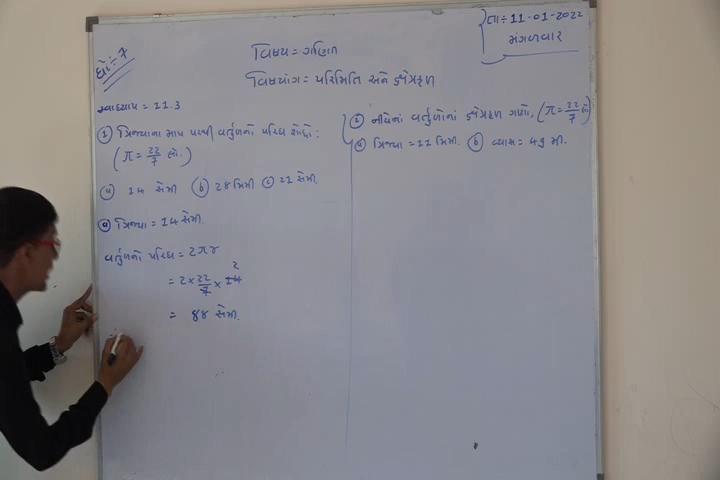 ધો ÷ 7
તા ÷ 11-01-2022
મંગળવાર
વિષય = ગણિત
વિષયાંગ = પરિમિતિ અને ક્ષેત્રફળ
સ્વાધ્યાય = 11.3
① ત્રિજ્યાના માપ પરથી વર્તુળનો પરિઘ શોધો :
(π = 22/7 લો.)
ⓐ 14 સેમી ⓑ 28 મિમી ⓒ 21 સેમી.
ⓐ ત્રિજ્યા = 14 સેમી.
વર્તુળનો પરિઘ = 2πr
= 2 × 22/7 × 14 2
= 88 સેમી.
② નીચેનાં વર્તુળોનાં ક્ષેત્રફળ ગણો, (π = 22/7 લો)
ⓐ ત્રિજ્યા = 14 મિમી. ⓑ વ્યાસ = 49 મી.